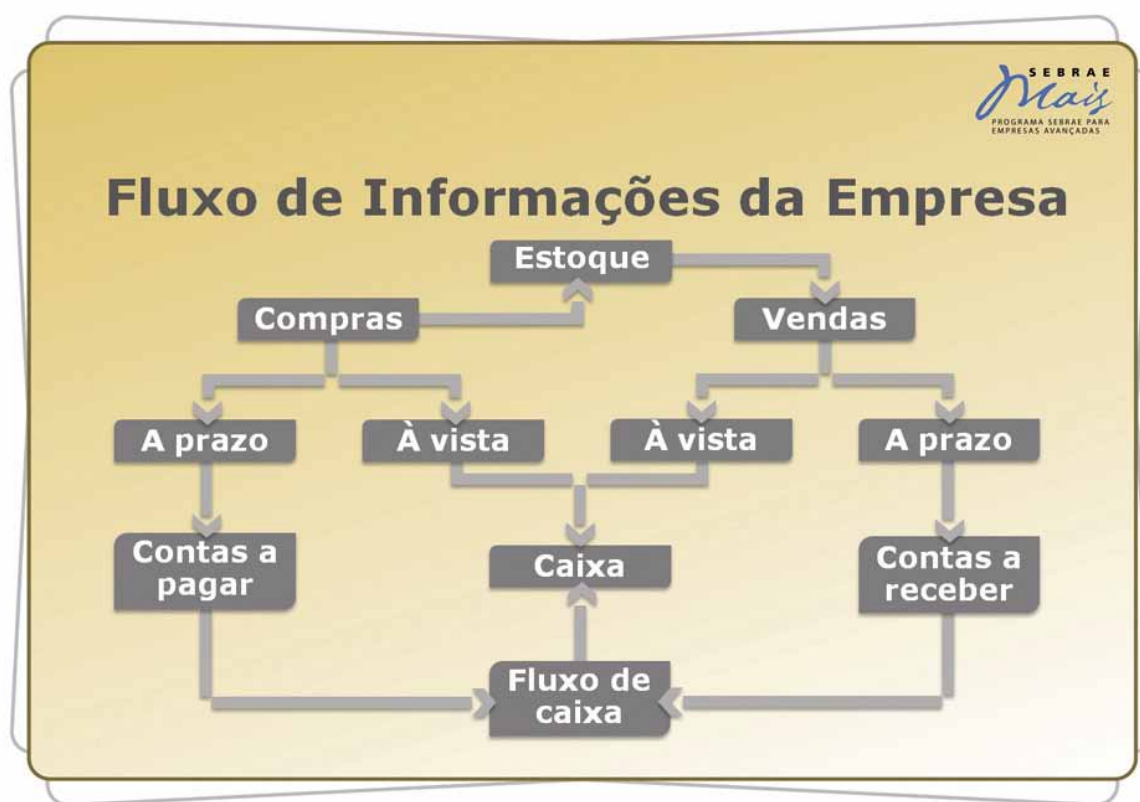 SEBRAE
Mais
PROGRAMA SEBRAE PARA
EMPRESAS AVANÇADAS
Fluxo de Informações da Empresa
Estoque
Compras
Vendas
A prazo
À vista
À vista
A prazo
Contas a
pagar
Caixa
Contas a
receber
Fluxo de
caixa